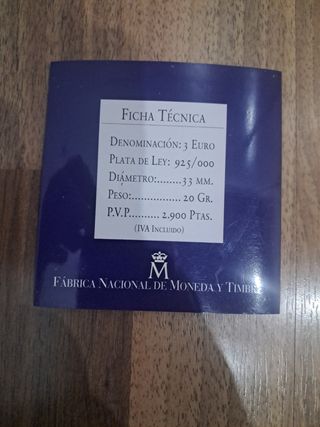 FICHA TÉCNICA
DENOMINACIÓN: 3 EURO
PLATA DE LEY: 925/000
DIÁMETRO:........33 MM.
PESO:................. 20 GR.
P.V.P.......... 2.900 PTAS.
(IVA INCLUIDO)
M
FÁBRICA NACIONAL DE MONEDA Y TIMBRE